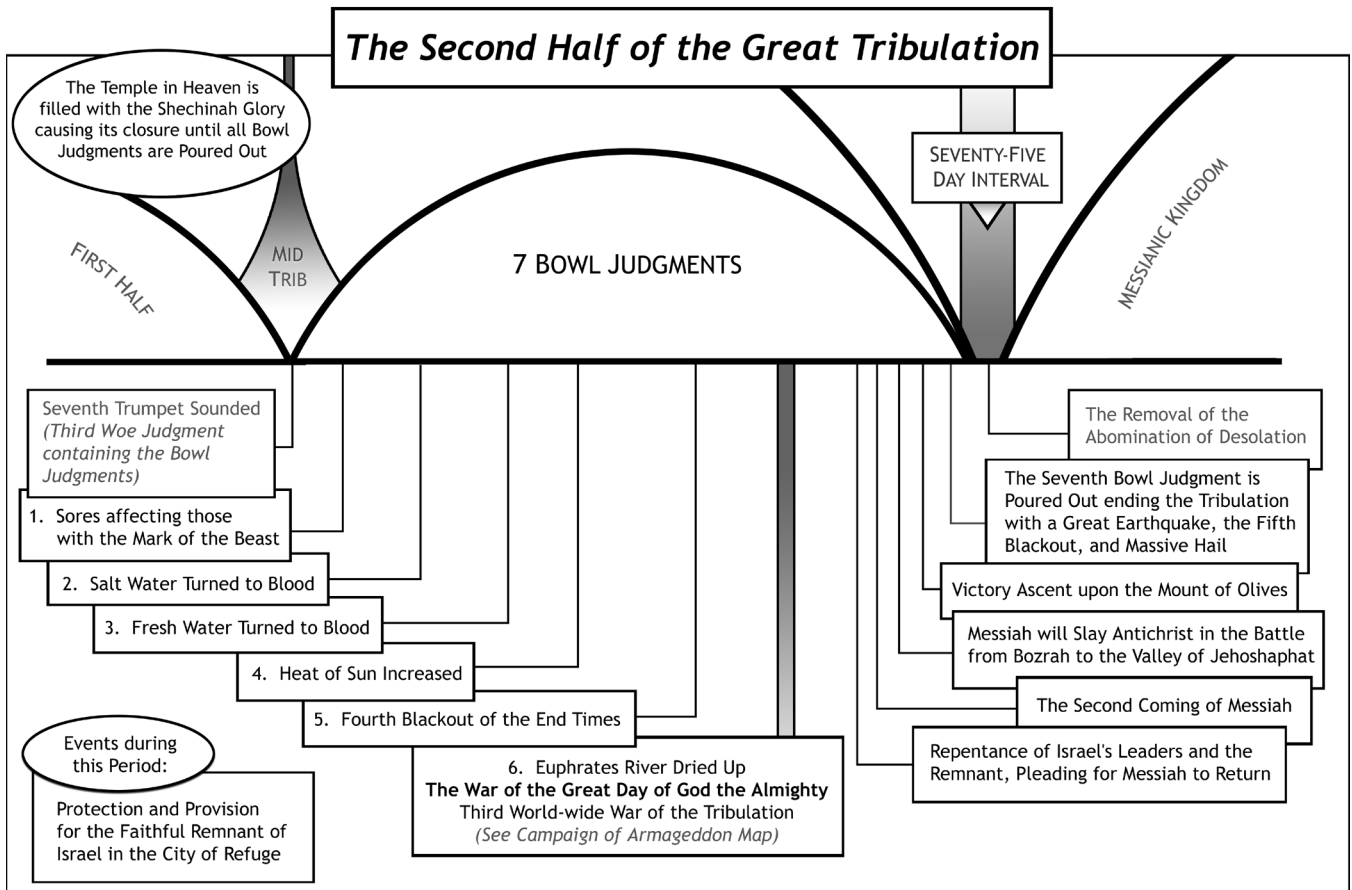 The Second Half of the Great Tribulation
The Temple in Heaven is
filled with the Shechinah Glory
causing its closure until all Bowl
Judgments are Poured Out
FIRST HALF
MID
TRIB
7 BOWL JUDGMENTS
SEVENTY-FIVE
DAY INTERVAL
MESSIANIC KINGDOM
Seventh Trumpet Sounded
(Third Woe Judgment
containing the Bowl
Judgments)
1. Sores affecting those
with the Mark of the Beast
2. Salt Water Turned to Blood
3. Fresh Water Turned to Blood
4. Heat of Sun Increased
5. Fourth Blackout of the End Times
6. Euphrates River Dried Up
The War of the Great Day of God the Almighty
Third World-wide War of the Tribulation
(See Campaign of Armageddon Map)
Events during
this Period:
Protection and Provision
for the Faithful Remnant of
Israel in the City of Refuge
The Removal of the
Abomination of Desolation
The Seventh Bowl Judgment is
Poured Out ending the Tribulation
with a Great Earthquake, the Fifth
Blackout, and Massive Hail
Victory Ascent upon the Mount of Olives
Messiah will Slay Antichrist in the Battle
from Bozrah to the Valley of Jehoshaphat
The Second Coming of Messiah
Repentance of Israel's Leaders and the
Remnant, Pleading for Messiah to Return